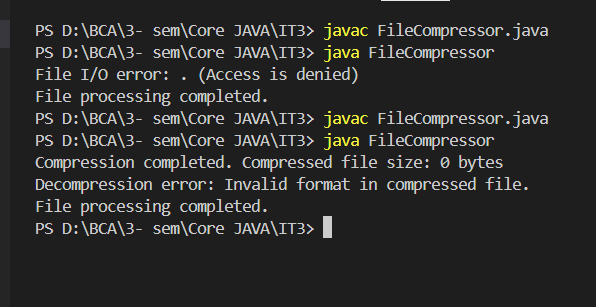 PS D:\BCA\3- sem\Core JAVA\IT3> javac FileCompressor.java
PS D:\BCA\3- sem\Core JAVA\IT3> java FileCompressor
File I/O error: . (Access is denied)
File processing completed.
PS D:\BCA\3- sem\Core JAVA\IT3> javac FileCompressor.java
PS D:\BCA\3- sem\Core JAVA\IT3> java FileCompressor
Compression completed. Compressed file size: 0 bytes
Decompression error: Invalid format in compressed file.
File processing completed.
PS D:\BCA\3- sem\Core JAVA\IT3>